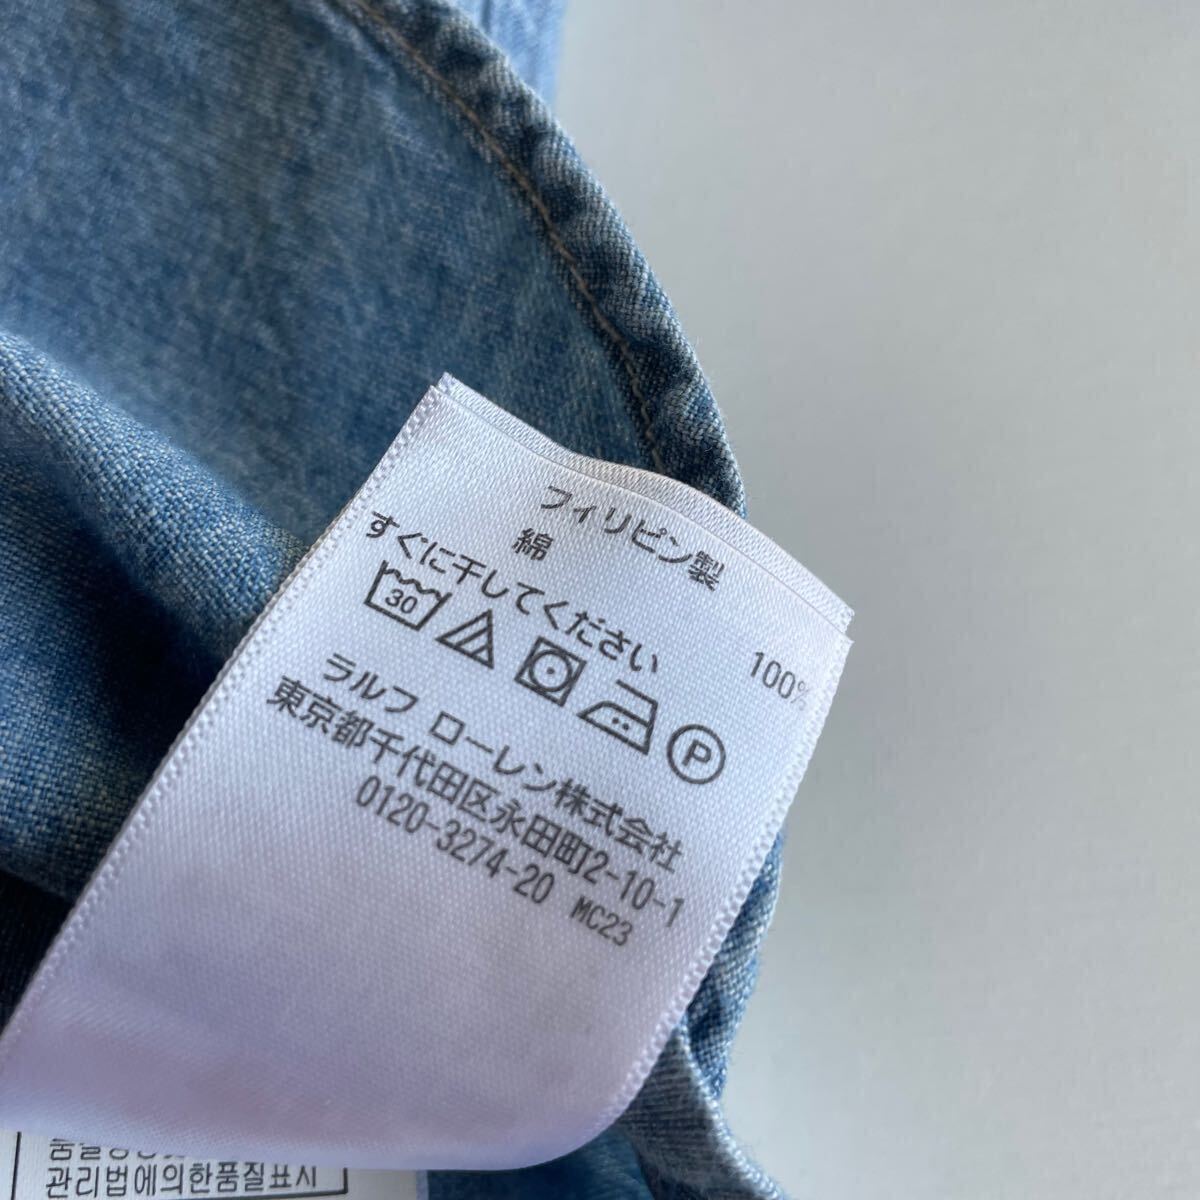 フィリピン製
綿 100%
すぐに干してください
30
P
ラルフ ローレン株式会社
東京都千代田区永田町2-10-1
0120-3274-20 MC23
관리법에의한품질표시